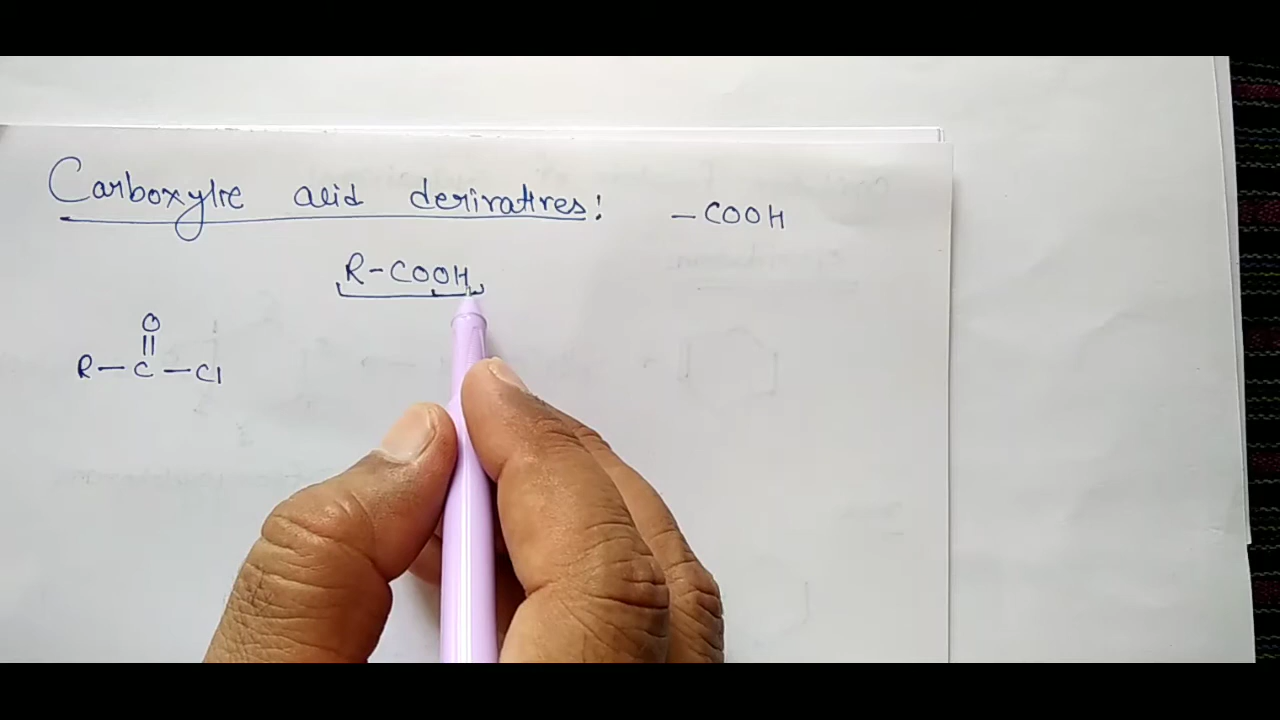 Carboxylic acid derivatives: –COOH
R–COOH
O
||
R–C–Cl